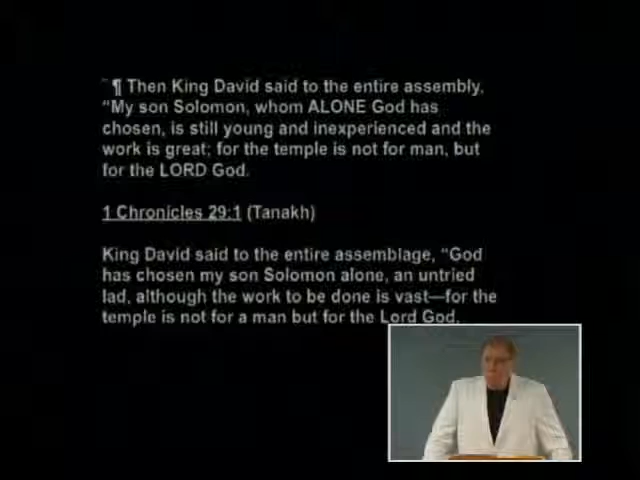 ¶ Then King David said to the entire assembly,
“My son Solomon, whom ALONE God has
chosen, is still young and inexperienced and the
work is great; for the temple is not for man, but
for the LORD God.
1 Chronicles 29:1 (Tanakh)
King David said to the entire assemblage, “God
has chosen my son Solomon alone, an untried
lad, although the work to be done is vast—for the
temple is not for a man but for the Lord God.